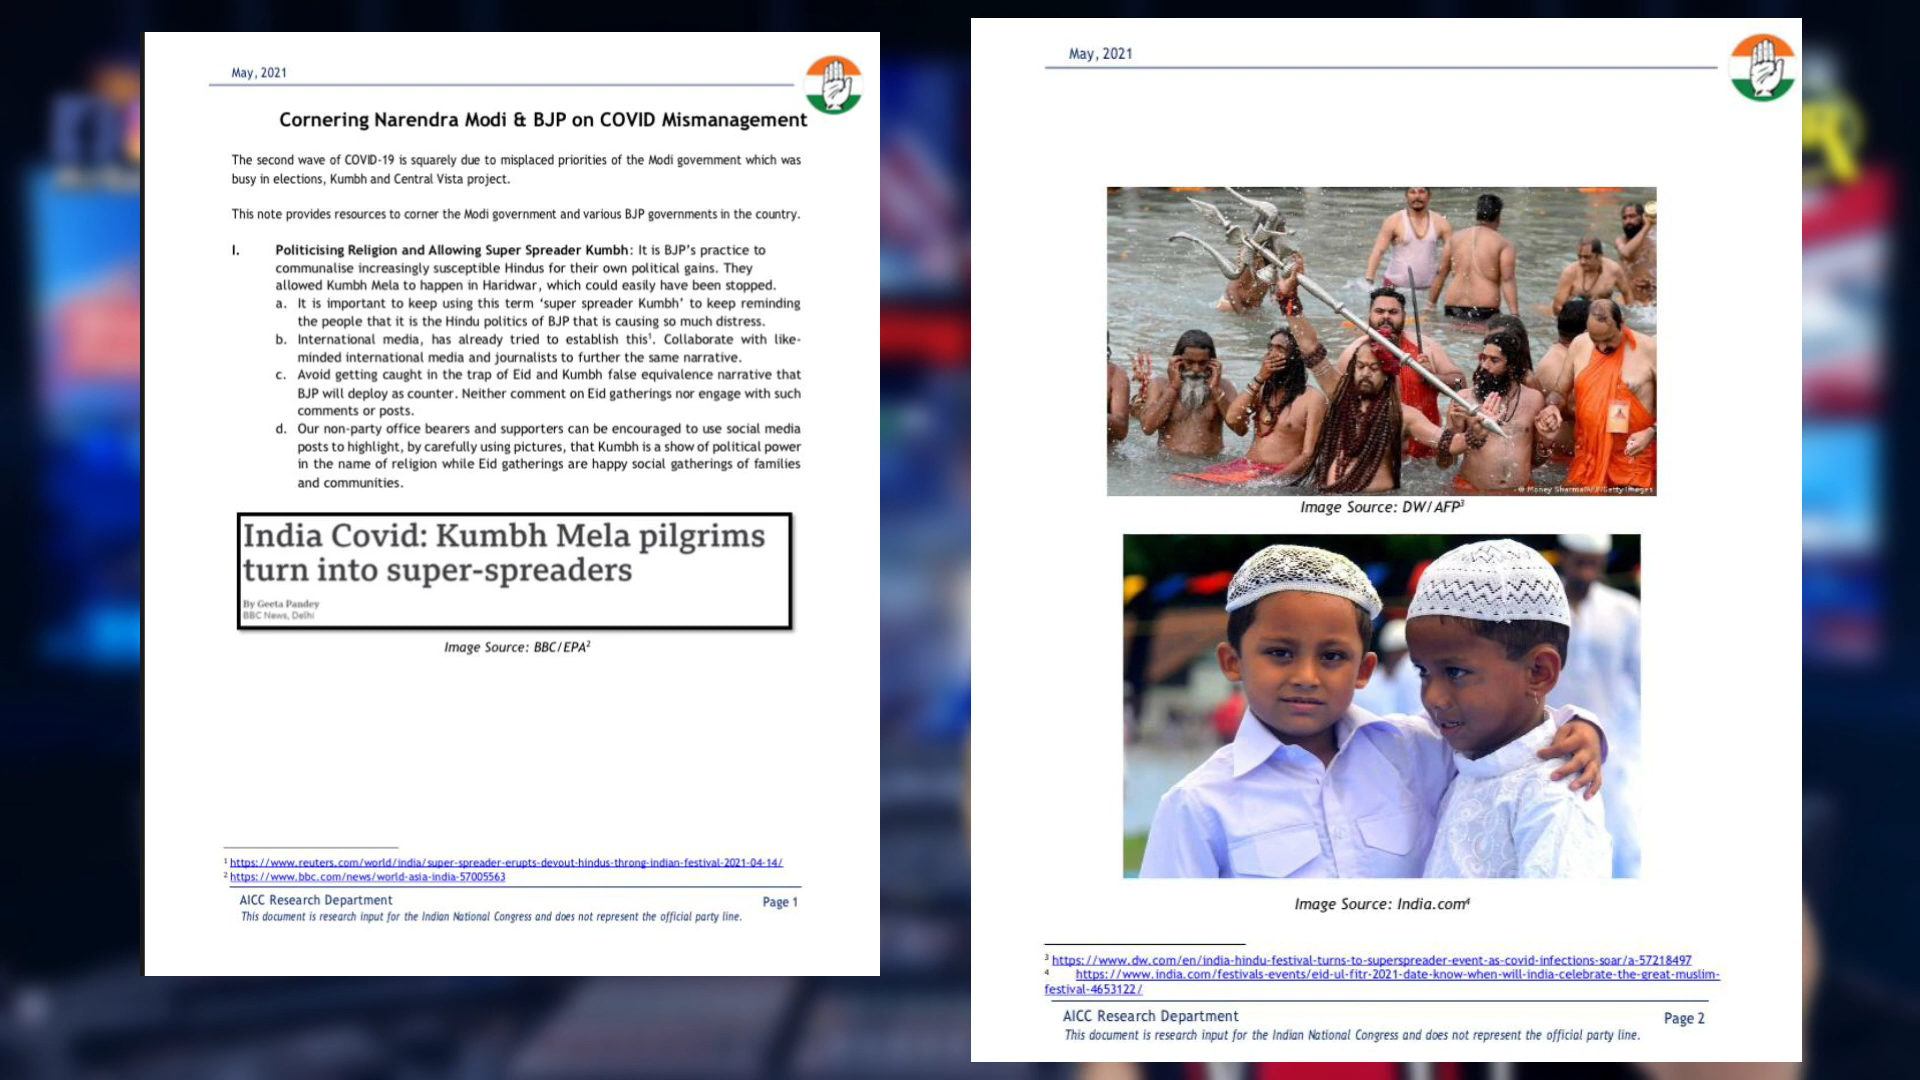 May, 2021
Cornering Narendra Modi & BJP on COVID Mismanagement
The second wave of COVID-19 is squarely due to misplaced priorities of the Modi government which was
busy in elections, Kumbh and Central Vista project.
This note provides resources to corner the Modi government and various BJP governments in the country.
I. Politicising Religion and Allowing Super Spreader Kumbh: It is BJP's practice to
communalise increasingly susceptible Hindus for their own political gains. They
allowed Kumbh Mela to happen in Haridwar, which could easily have been stopped.
a. It is important to keep using this term 'super spreader Kumbh' to keep reminding
the people that it is the Hindu politics of BJP that is causing so much distress.
b. International media, has already tried to establish this¹. Collaborate with like-
minded international media and journalists to further the same narrative.
c. Avoid getting caught in the trap of Eid and Kumbh false equivalence narrative that
BJP will deploy as counter. Neither comment on Eid gatherings nor engage with such
comments or posts.
d. Our non-party office bearers and supporters can be encouraged to use social media
posts to highlight, by carefully using pictures, that Kumbh is a show of political power
in the name of religion while Eid gatherings are happy social gatherings of families
and communities.
India Covid: Kumbh Mela pilgrims
turn into super-spreaders
By Geeta Pandey
BBC News, Delhi
Image Source: BBC/EPA²
¹ https://www.reuters.com/world/india/super-spreader-erupts-devout-hindus-throng-indian-festival-2021-04-14/
² https://www.bbc.com/news/world-asia-india-57005563
AICC Research Department
Page 1
This document is research input for the Indian National Congress and does not represent the official party line.
May, 2021
© Money Sharma/AFP/Getty Images
Image Source: DW/AFP³
Image Source: India.com⁴
³ https://www.dw.com/en/india-hindu-festival-turns-to-superspreader-event-as-covid-infections-soar/a-57218497
⁴ https://www.india.com/festivals-events/eid-ul-fitr-2021-date-know-when-will-india-celebrate-the-great-muslim-
festival-4653122/
AICC Research Department
Page 2
This document is research input for the Indian National Congress and does not represent the official party line.